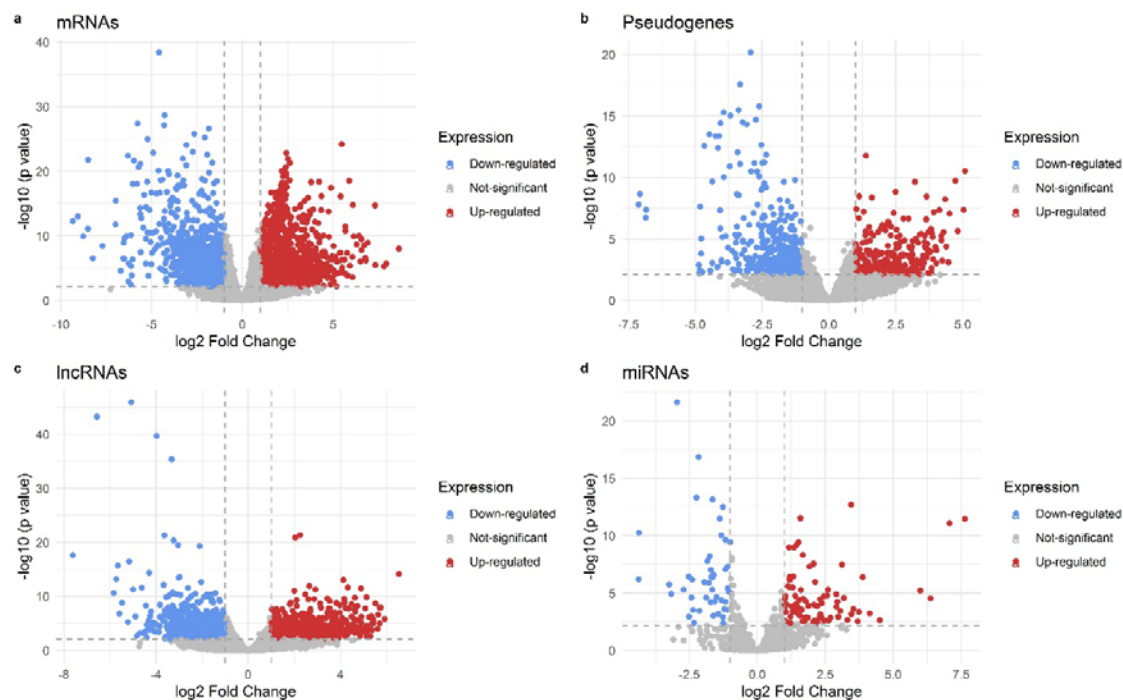 a mRNAs
40
30
20
10
0
-log10 (p value)
-10 -5 0 5
log2 Fold Change
Expression
Down-regulated
Not-significant
Up-regulated
b Pseudogenes
20
15
10
5
0
-log10 (p value)
-7.5 -5.0 -2.5 0.0 2.5 5.0
log2 Fold Change
Expression
Down-regulated
Not-significant
Up-regulated
c lncRNAs
40
30
20
10
0
-log10 (p value)
-8 -4 0 4
log2 Fold Change
Expression
Down-regulated
Not-significant
Up-regulated
d miRNAs
20
15
10
5
0
-log10 (p value)
-2.5 0.0 2.5 5.0 7.5
log2 Fold Change
Expression
Down-regulated
Not-significant
Up-regulated